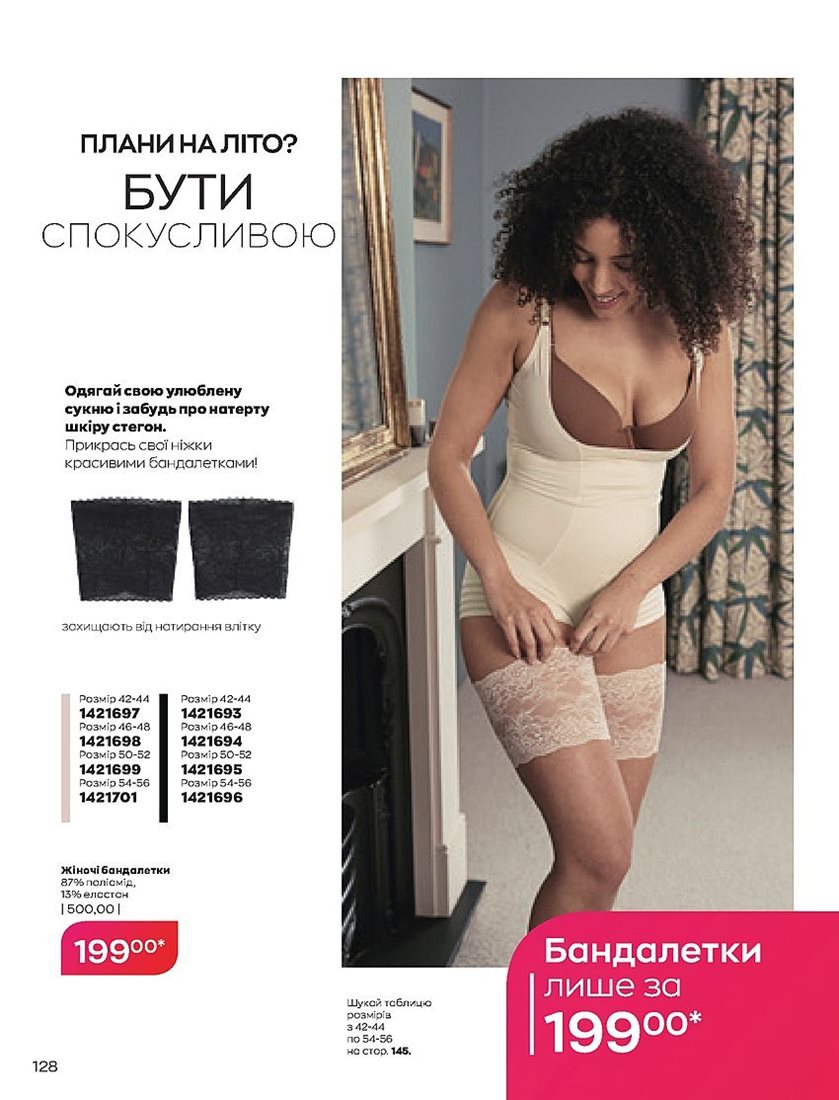 ПЛАНИ НА ЛІТО?
БУТИ
СПОКУСЛИВОЮ
Одягай свою улюблену
сукню і забудь про натерту
шкіру стегон.
Прикрась свої ніжки
красивими бандалетками!
захищають від натирання влітку
Розмір 42-44
1421697
Розмір 46-48
1421698
Розмір 50-52
1421699
Розмір 54-56
1421701
Розмір 42-44
1421693
Розмір 46-48
1421694
Розмір 50-52
1421695
Розмір 54-56
1421696
Жіночі бандалетки
87% поліамід,
13% еластан
| 500,00 |
199⁰⁰*
Шукай таблицю
розмірів
з 42-44
по 54-56
на стор. 145.
Бандалетки
лише за
199⁰⁰*
128